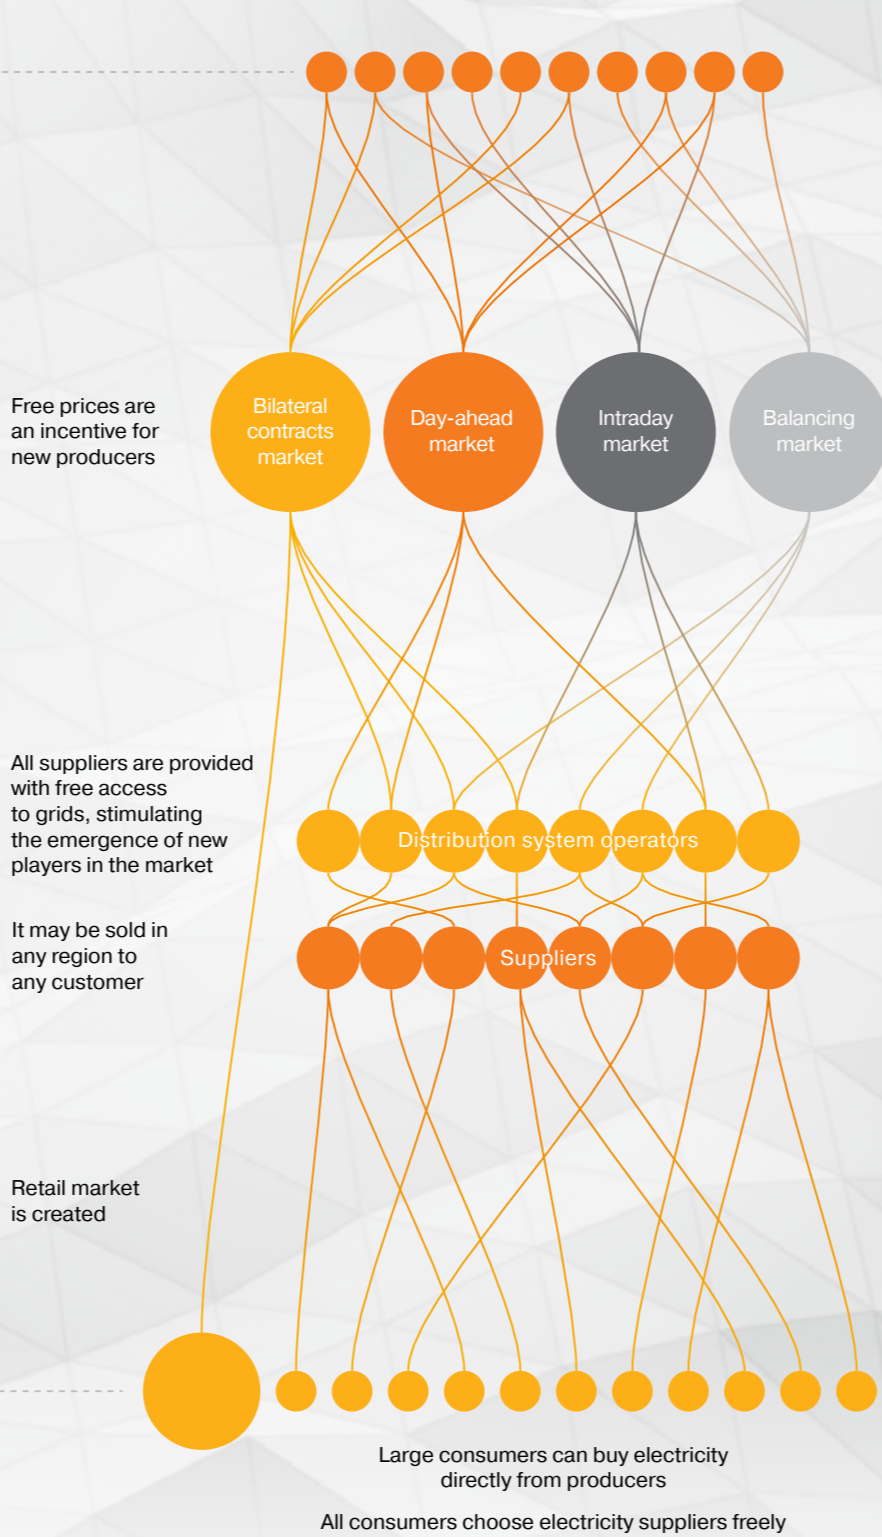 Free prices are
an incentive for
new producers
Bilateral
contracts
market
Day-ahead
market
Intraday
market
Balancing
market
All suppliers are provided
with free access
to grids, stimulating
the emergence of new
players in the market
Distribution system operators
It may be sold in
any region to
any customer
Suppliers
Retail market
is created
Large consumers can buy electricity
directly from producers
All consumers choose electricity suppliers freely